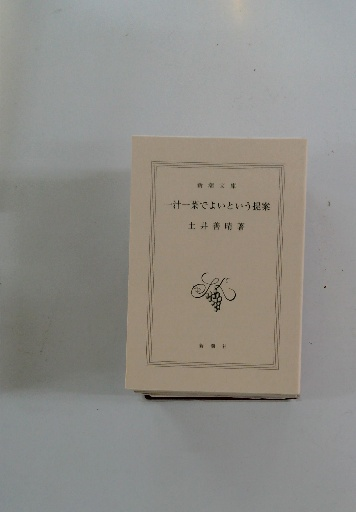 新潮文庫
一汁一菜でよいという提案
土井善晴著
新潮社